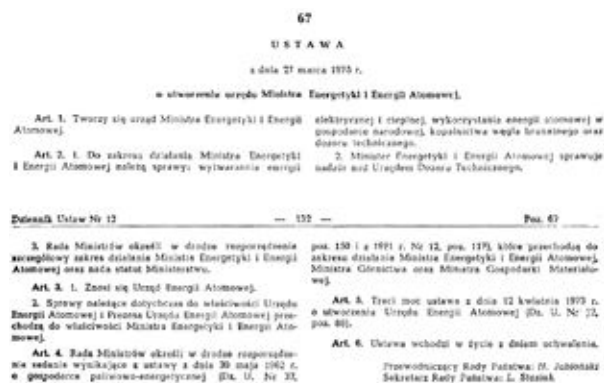 67
USTAWA
z dnia 27 marca 1976 r.
o utworzeniu urzędu Ministra Energetyki i Energii Atomowej.
Art. 1. Tworzy się urząd Ministra Energetyki i Energii
Atomowej.
Art. 2. 1. Do zakresu działania Ministra Energetyki
i Energii Atomowej należą sprawy: wytwarzania energii
elektrycznej i cieplnej, wykorzystania energii atomowej w
gospodarce narodowej, kopalnictwa węgla brunatnego oraz
dozoru technicznego.
2. Minister Energetyki i Energii Atomowej sprawuje
nadzór nad Urzędem Dozoru Technicznego.
Dziennik Ustaw Nr 12 — 132 — Poz. 67
3. Rada Ministrów określi w drodze rozporządzenia
szczegółowy zakres działania Ministra Energetyki i Energii
Atomowej oraz nada statut Ministerstwu.
Art. 3. 1. Znosi się Urząd Energii Atomowej.
2. Sprawy należące dotychczas do właściwości Urzędu
Energii Atomowej i Prezesa Urzędu Energii Atomowej prze-
chodzą do właściwości Ministra Energetyki i Energii Ato-
mowej.
Art. 4. Rada Ministrów określi w drodze rozporządze-
nia zadania wynikające z ustawy z dnia 30 maja 1962 r.
o gospodarce paliwowo-energetycznej (Dz. U. Nr 32,
poz. 150 i z 1971 r. Nr 12, poz. 117), które przechodzą do
zakresu działania Ministra Energetyki i Energii Atomowej,
Ministra Górnictwa oraz Ministra Gospodarki Materiało-
wej.
Art. 5. Traci moc ustawa z dnia 12 kwietnia 1973 r.
o utworzeniu Urzędu Energii Atomowej (Dz. U. Nr 12,
poz.
Art. 6. Ustawa wchodzi w życie z dniem uchwalenia.
Przewodniczący Rady Państwa: H. Jabłoński
Sekretarz Rady Państwa: L. Stasiak